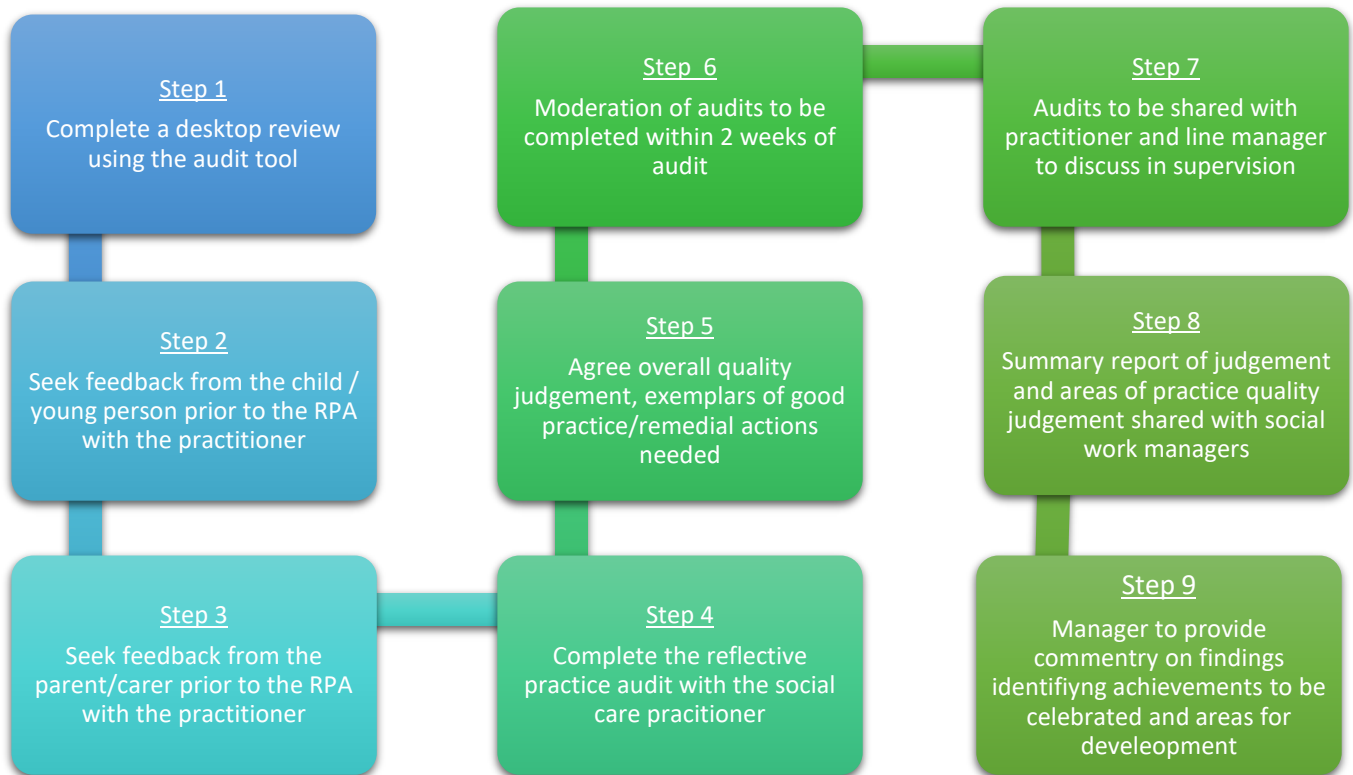 Step 1
Complete a desktop review
using the audit tool
Step 2
Seek feedback from the child /
young person prior to the RPA
with the practitioner
Step 3
Seek feedback from the
parent/carer prior to the RPA
with the practitioner
Step 4
Complete the reflective
practice audit with the social
care pracitioner
Step 5
Agree overall quality
judgement, exemplars of good
practice/remedial actions
needed
Step 6
Moderation of audits to be
completed within 2 weeks of
audit
Step 7
Audits to be shared with
practitioner and line manager
to discuss in supervision
Step 8
Summary report of judgement
and areas of practice quality
judgement shared with social
work managers
Step 9
Manager to provide
commentry on findings
identifiyng achievements to be
celebrated and areas for
develeopment